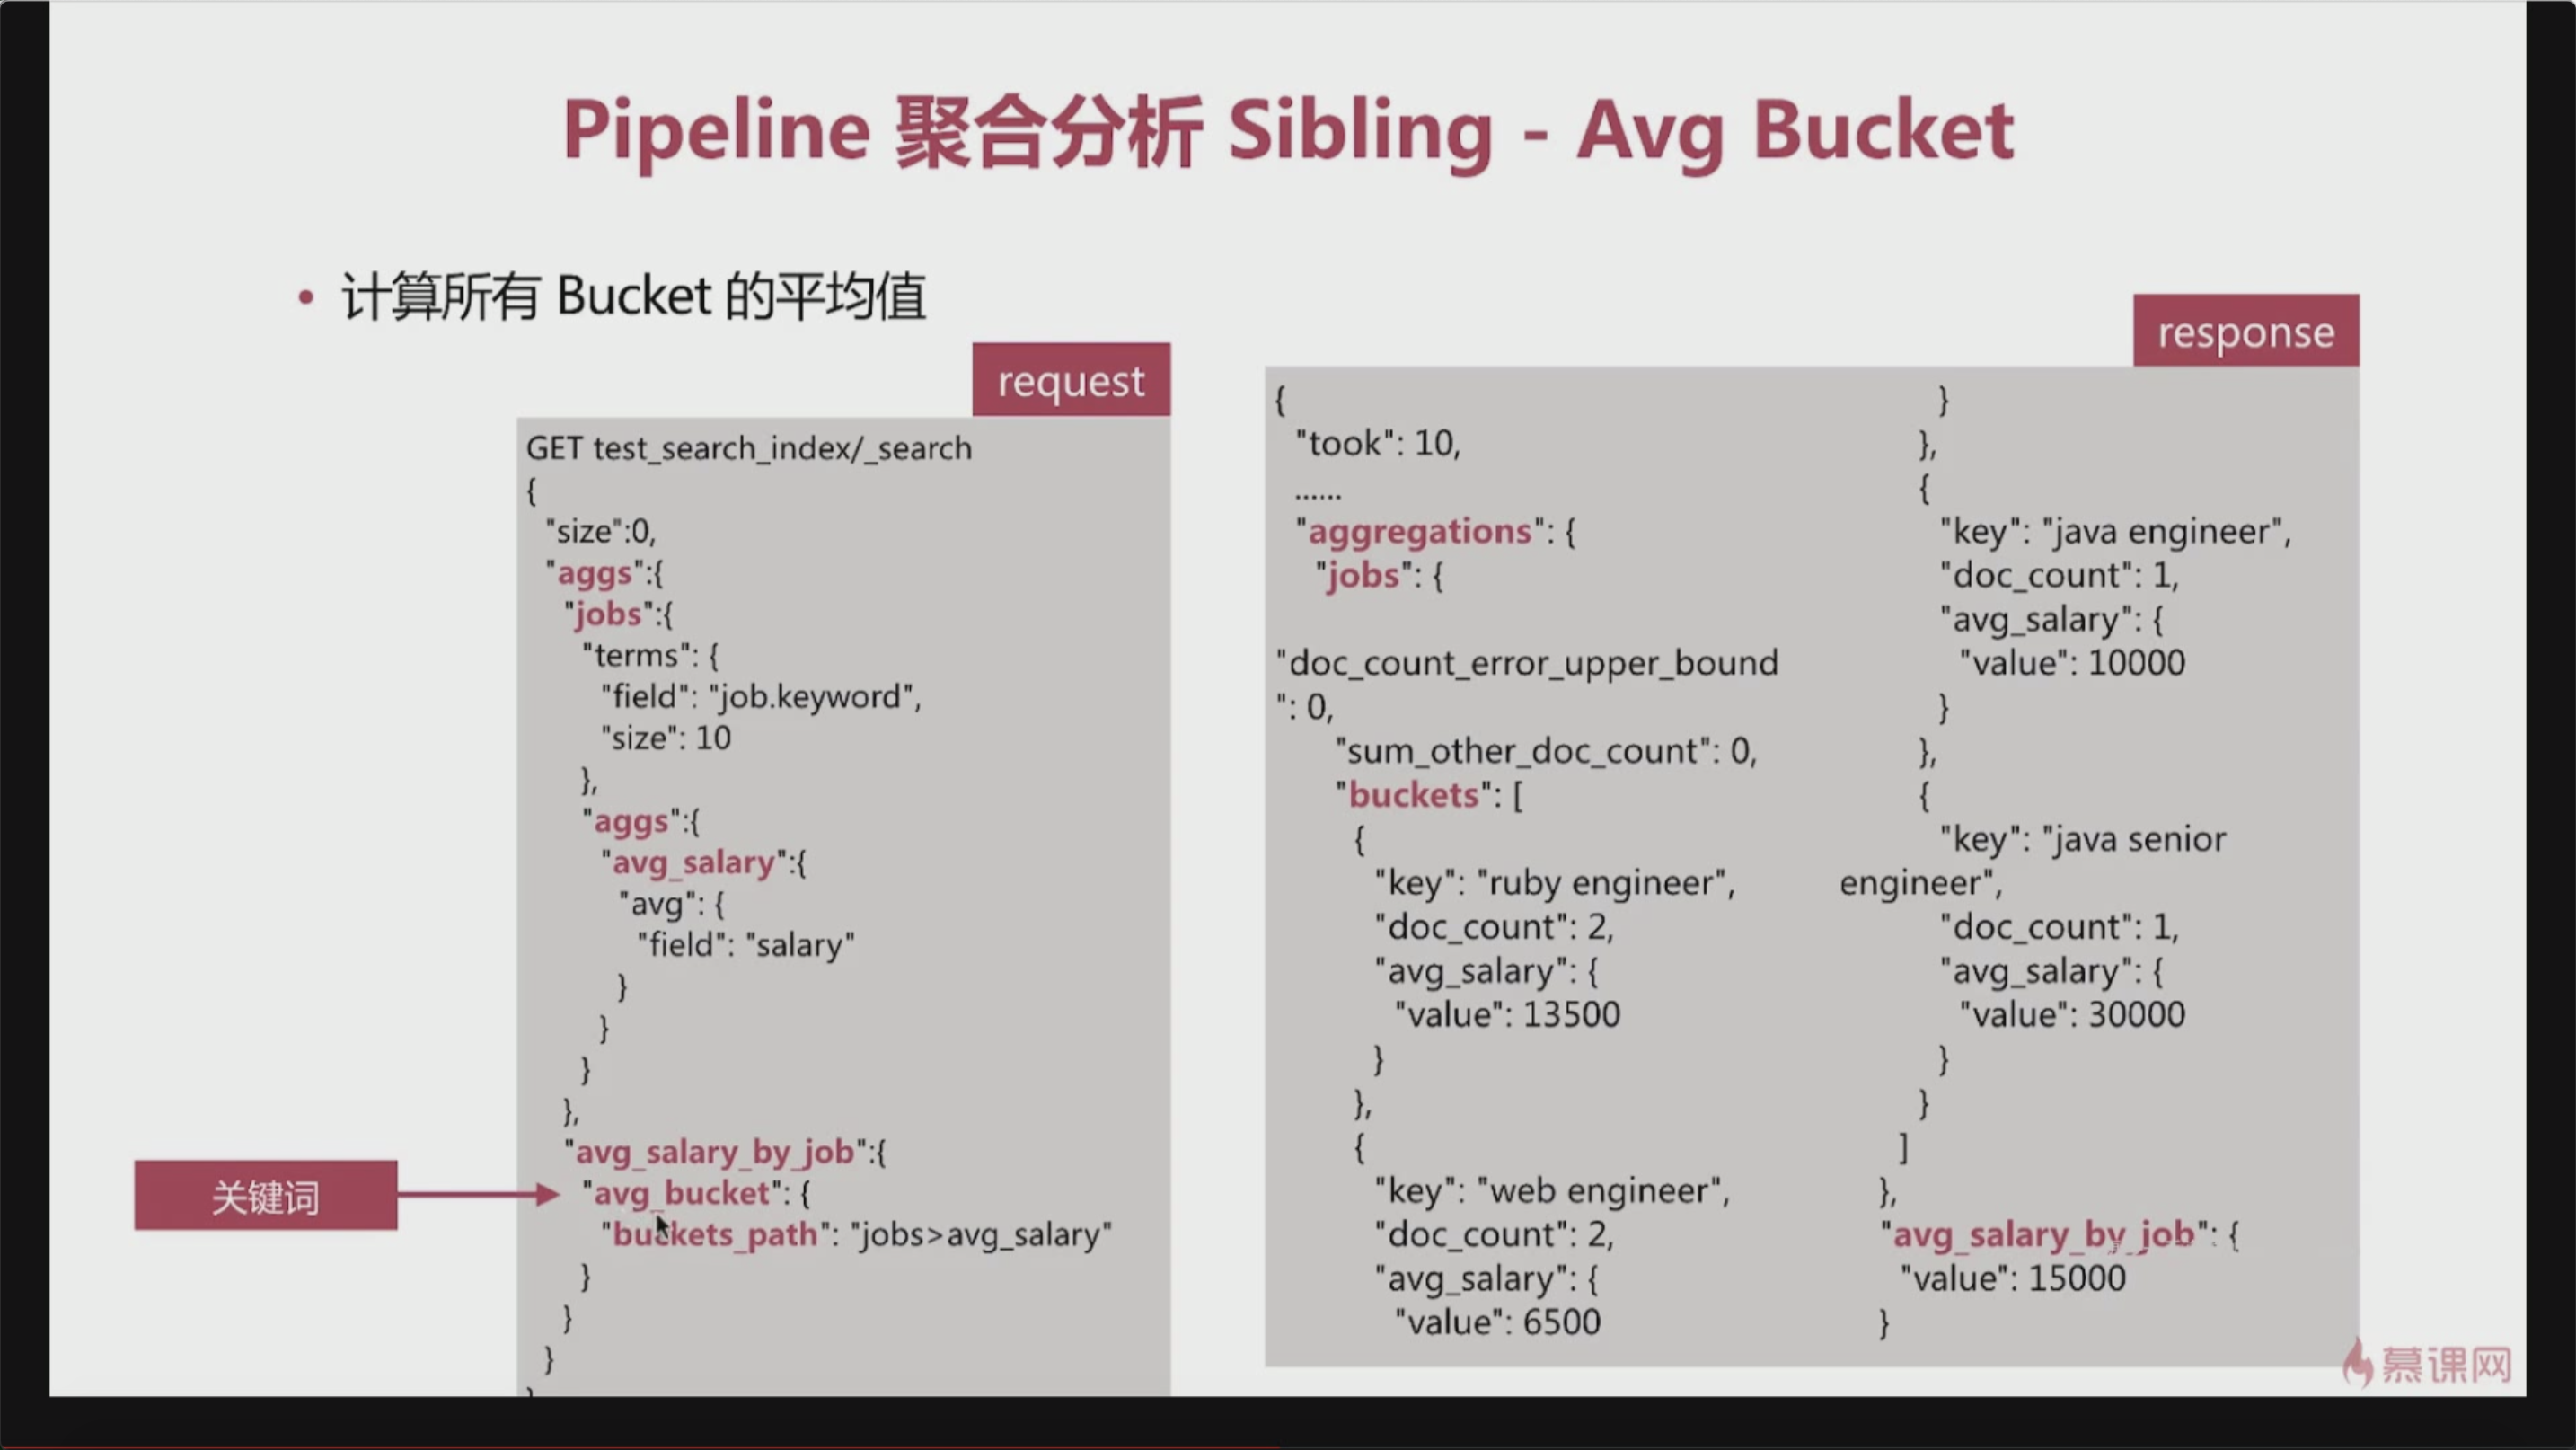 Pipeline 聚合分析 Sibling - Avg Bucket
• 计算所有 Bucket 的平均值
request
GET test_search_index/_search
{
"size":0,
"aggs":{
"jobs":{
"terms": {
"field": "job.keyword",
"size": 10
},
"aggs":{
"avg_salary":{
"avg": {
"field": "salary"
}
}
}
},
"avg_salary_by_job":{
"avg_bucket": {
"buckets_path": "jobs>avg_salary"
}
}
}
关键词
response
{
"took": 10,
......
"aggregations": {
"jobs": {
"doc_count_error_upper_bound
": 0,
"sum_other_doc_count": 0,
"buckets": [
{
"key": "ruby engineer",
"doc_count": 2,
"avg_salary": {
"value": 13500
}
},
{
"key": "web engineer",
"doc_count": 2,
"avg_salary": {
"value": 6500
}
},
{
"key": "java engineer",
"doc_count": 1,
"avg_salary": {
"value": 10000
}
},
{
"key": "java senior
engineer",
"doc_count": 1,
"avg_salary": {
"value": 30000
}
}
]
},
"avg_salary_by_job": {
"value": 15000
}
慕课网